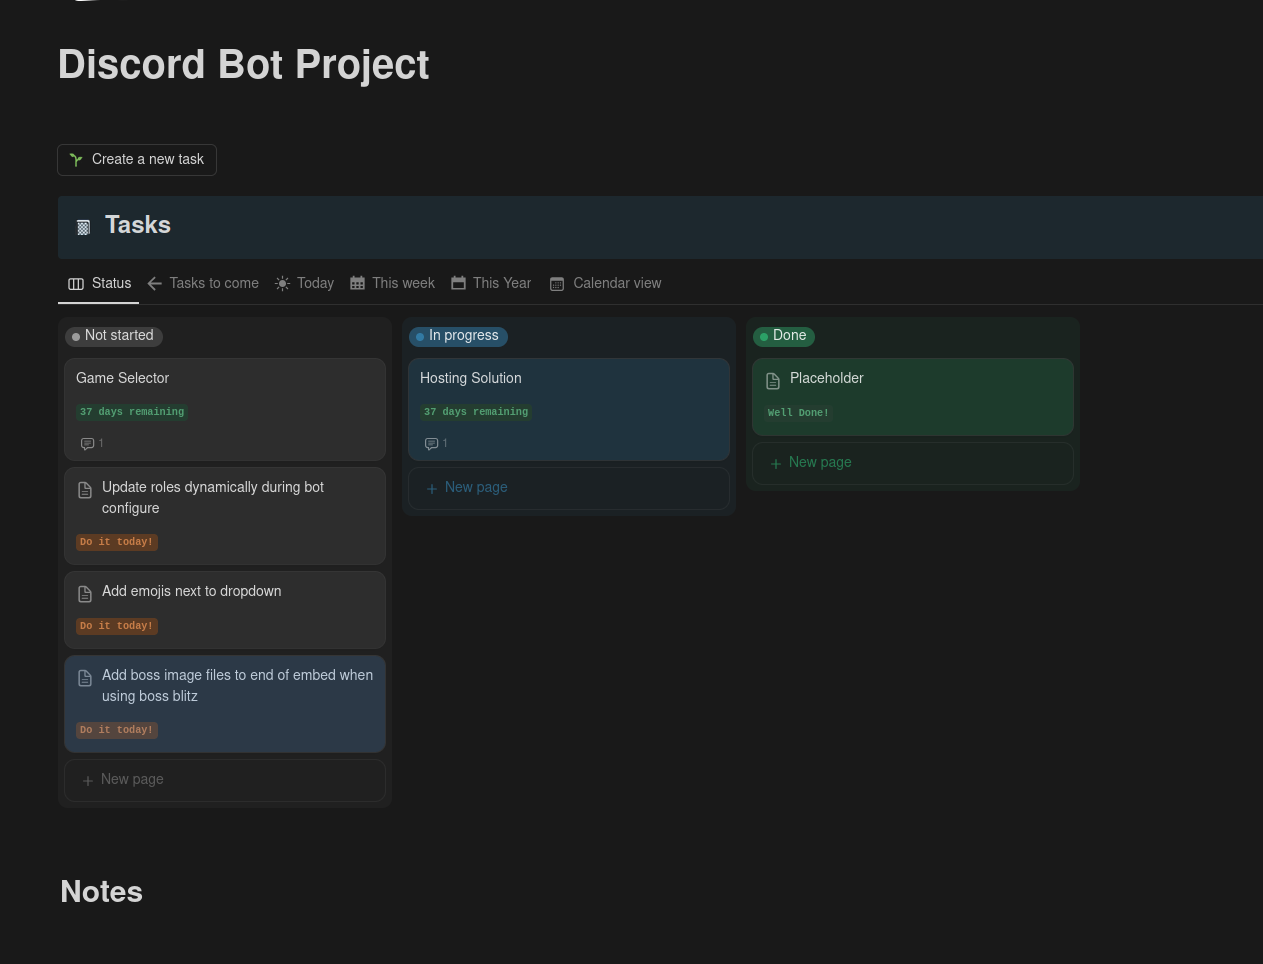 Discord Bot Project
Create a new task
Tasks
Status Tasks to come Today This week This Year Calendar view
Not started
Game Selector
37 days remaining
1
Update roles dynamically during bot
configure
Do it today!
Add emojis next to dropdown
Do it today!
Add boss image files to end of embed when
using boss blitz
Do it today!
+ New page
In progress
Hosting Solution
37 days remaining
1
+ New page
Done
Placeholder
Well Done!
+ New page
Notes